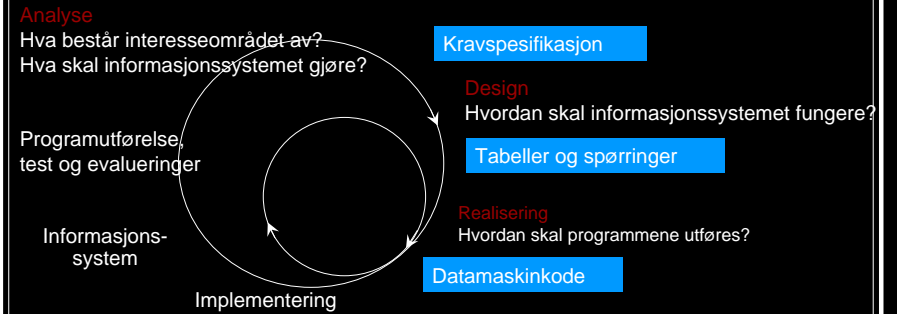 Analyse
Hva består interesseområdet av?
Hva skal informasjonssystemet gjøre?
Kravspesifikasjon
Design
Hvordan skal informasjonssystemet fungere?
Tabeller og spørringer
Programutførelse,
test og evalueringer
Realisering
Hvordan skal programmene utføres?
Datamaskinkode
Informasjons-
system
Implementering